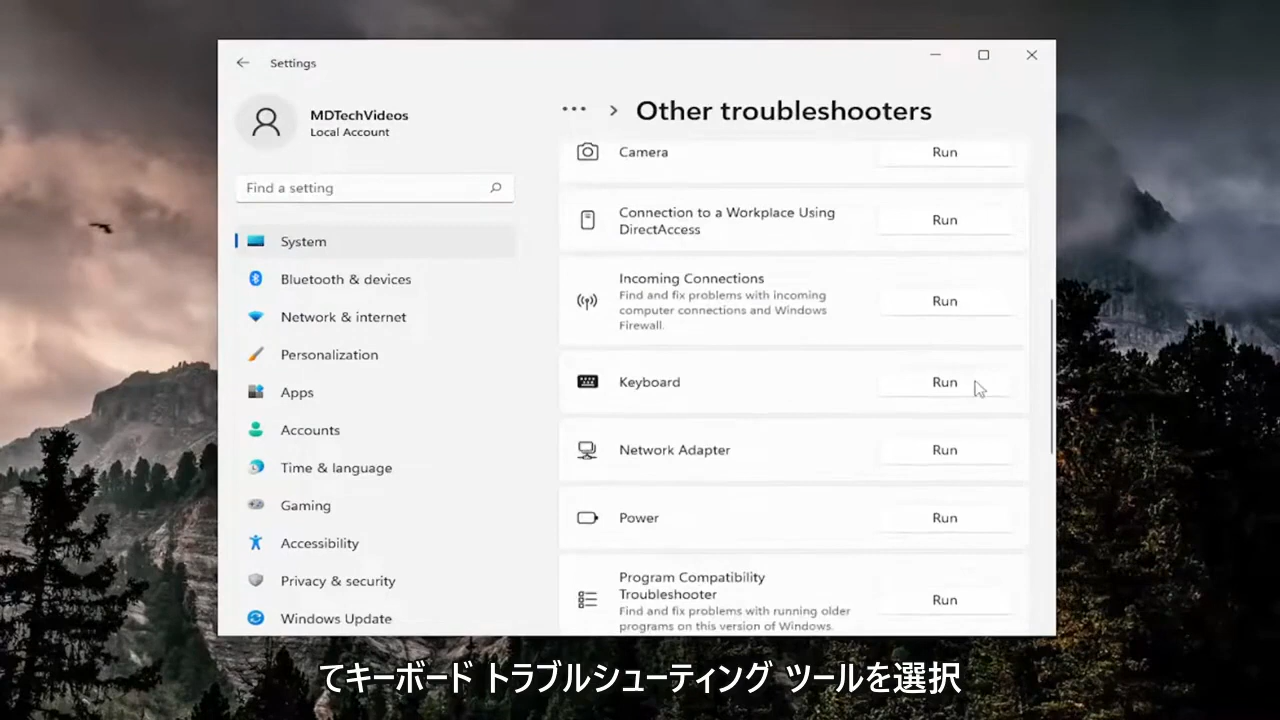 Settings
MDTechVideos
Local Account
Find a setting
System
Bluetooth & devices
Network & internet
Personalization
Apps
Accounts
Time & language
Gaming
Accessibility
Privacy & security
Windows Update
Other troubleshooters
Camera
Run
Connection to a Workplace Using
DirectAccess
Run
Incoming Connections
Find and fix problems with incoming
computer connections and Windows
Firewall.
Run
Keyboard
Run
Network Adapter
Run
Power
Run
Program Compatibility
Troubleshooter
Find and fix problems with running older
programs on this version of Windows.
Run
てキーボード トラブルシューティング ツールを選択